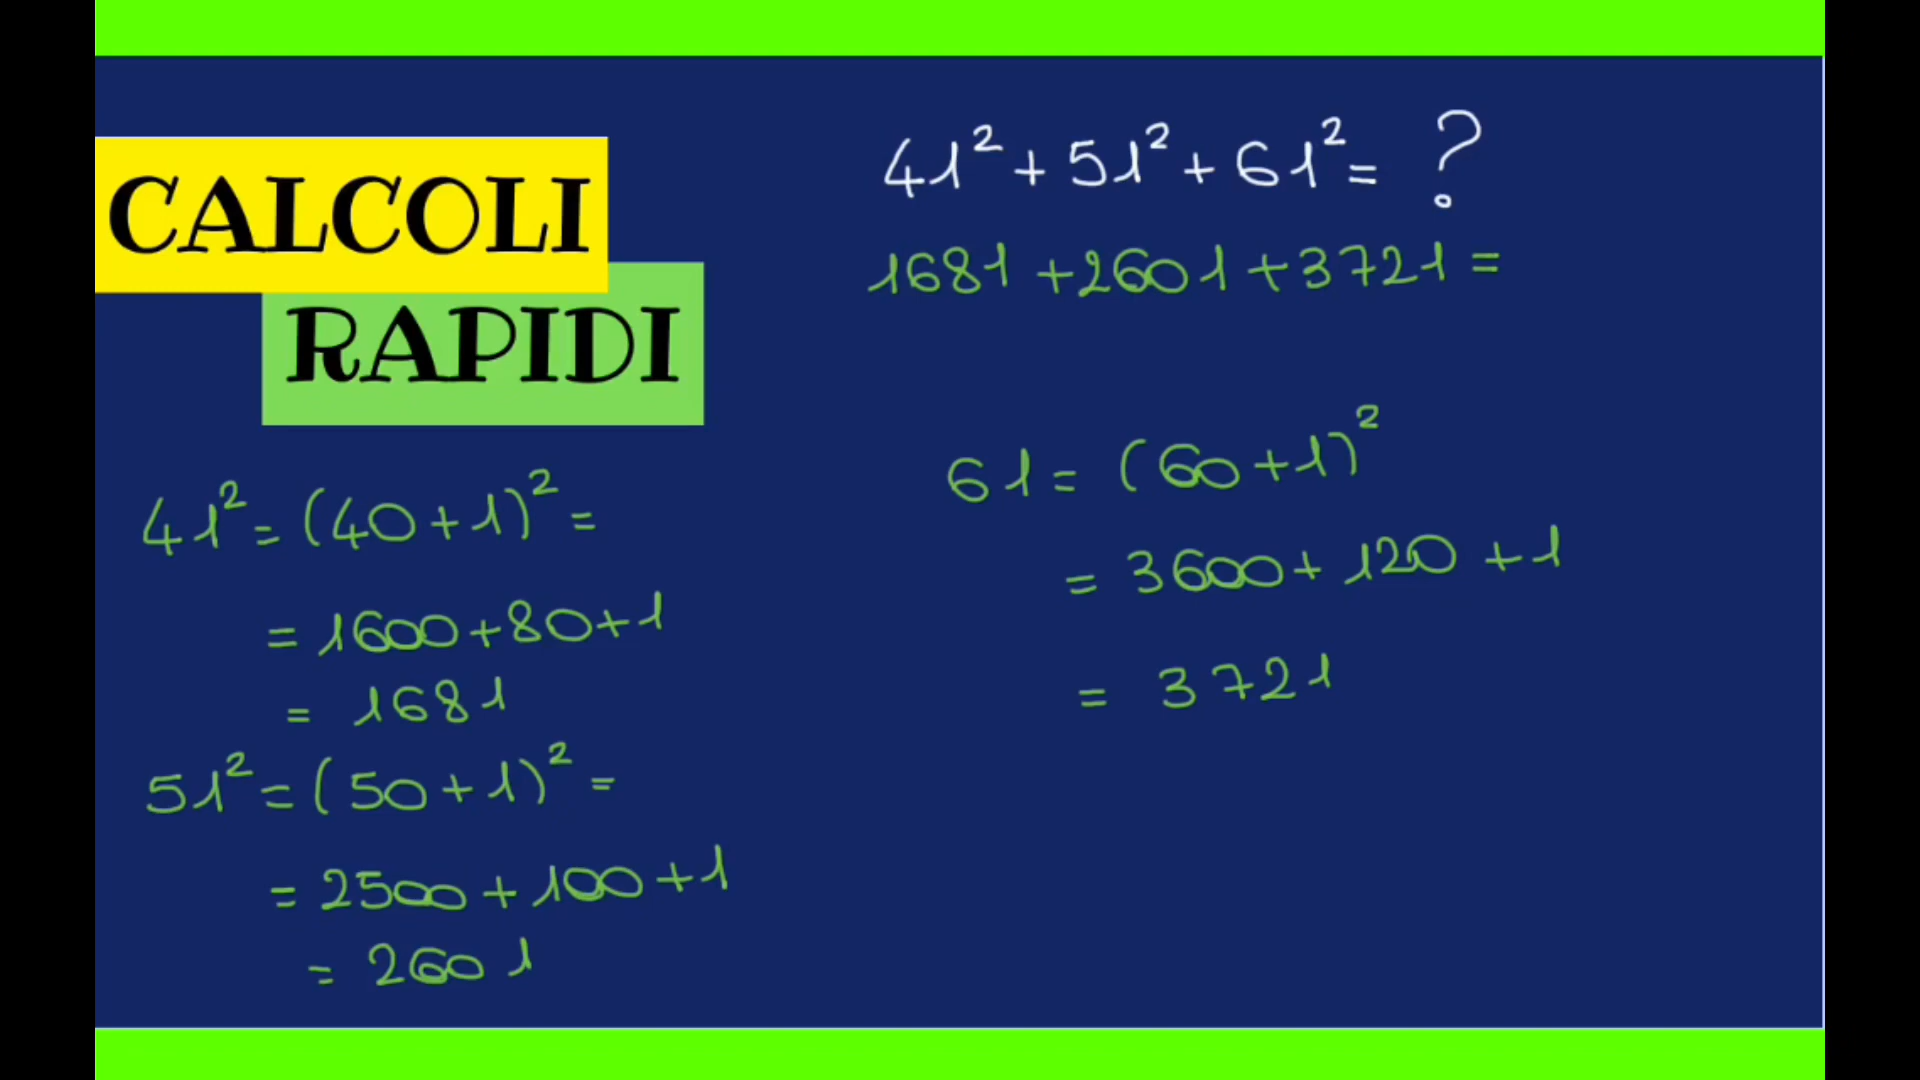 CALCOLI
RAPIDI
41² + 51² + 61² = ?
1681 + 2601 + 3721 =
41² = (40 + 1)² =
= 1600 + 80 + 1
= 1681
51² = (50 + 1)² =
= 2500 + 100 + 1
= 2601
61 = (60 + 1)²
= 3600 + 120 + 1
= 3721